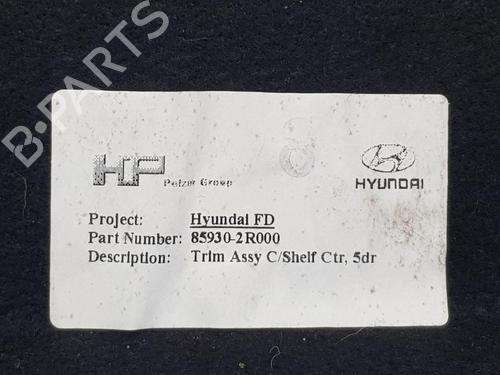 B-PARTS
HP
Pelzer Group
HYUNDAI
Project: Hyundai FD
Part Number: 85930-2R000
Description: Trim Assy C/Shelf Ctr, 5dr